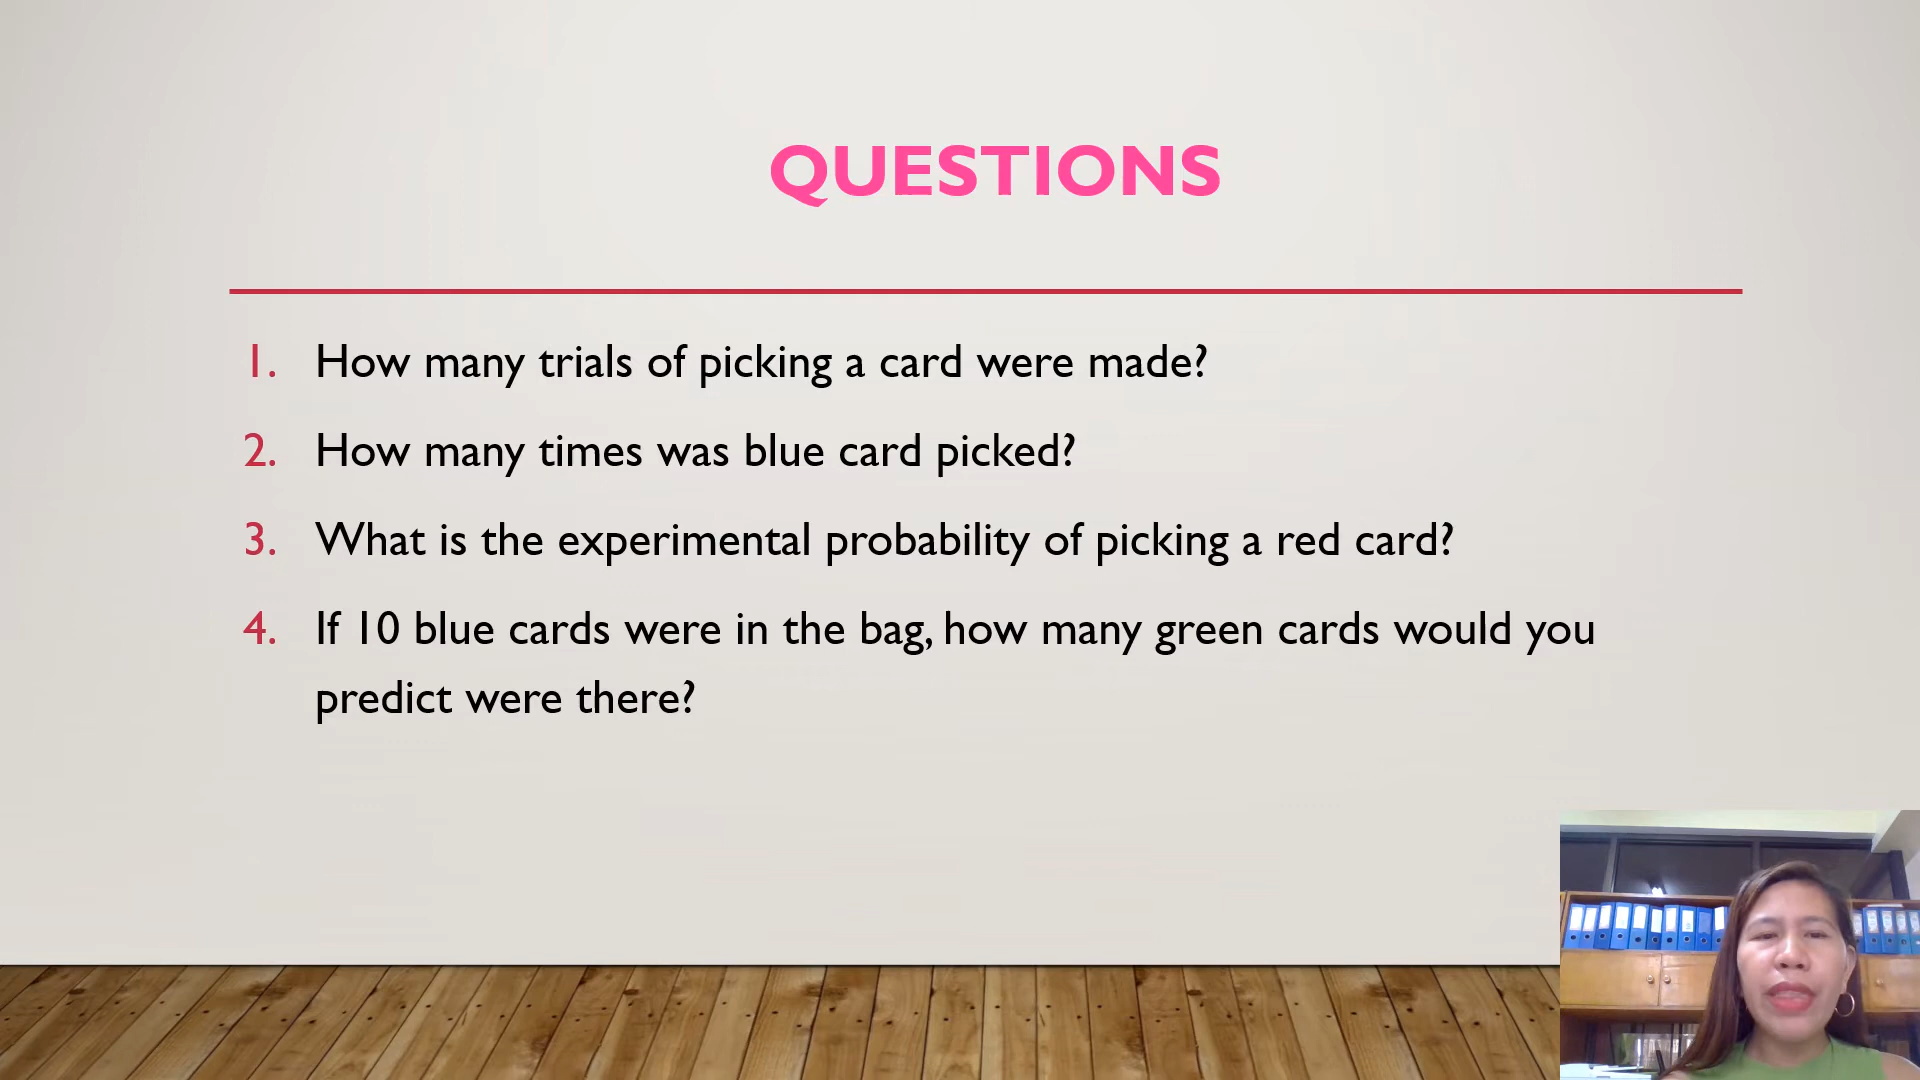 QUESTIONS
1. How many trials of picking a card were made?
2. How many times was blue card picked?
3. What is the experimental probability of picking a red card?
4. If 10 blue cards were in the bag, how many green cards would you
predict were there?